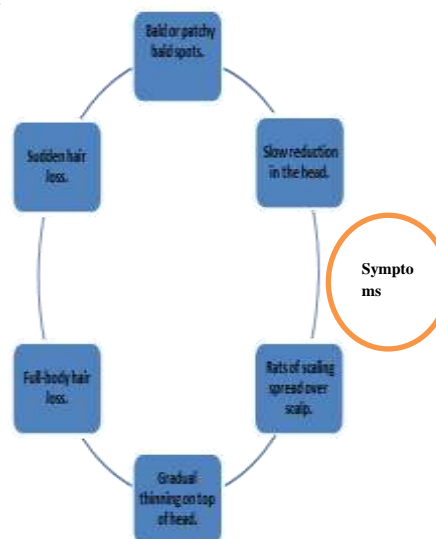 Bald or patchy
bald spots.
Slow reduction
in the head.
Rats of scaling
spread over
scalp.
Gradual
thinning on top
of head.
Full-body hair
loss.
Sudden hair
loss.
Sympto
ms